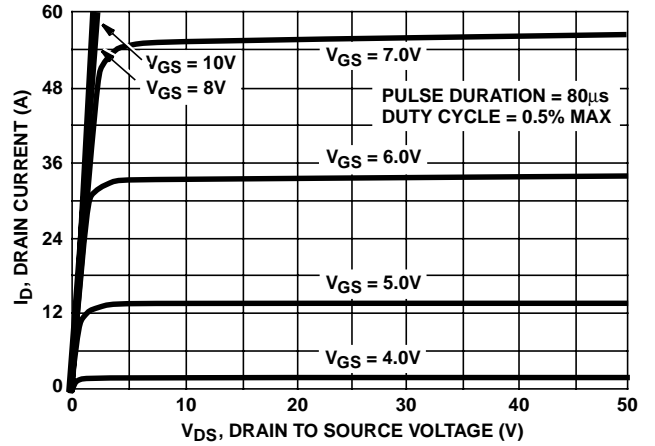 60
48
36
24
12
0
I_D, DRAIN CURRENT (A)
V_GS = 10V
V_GS = 8V
V_GS = 7.0V
PULSE DURATION = 80µs
DUTY CYCLE = 0.5% MAX
V_GS = 6.0V
V_GS = 5.0V
V_GS = 4.0V
0 10 20 30 40 50
V_DS, DRAIN TO SOURCE VOLTAGE (V)